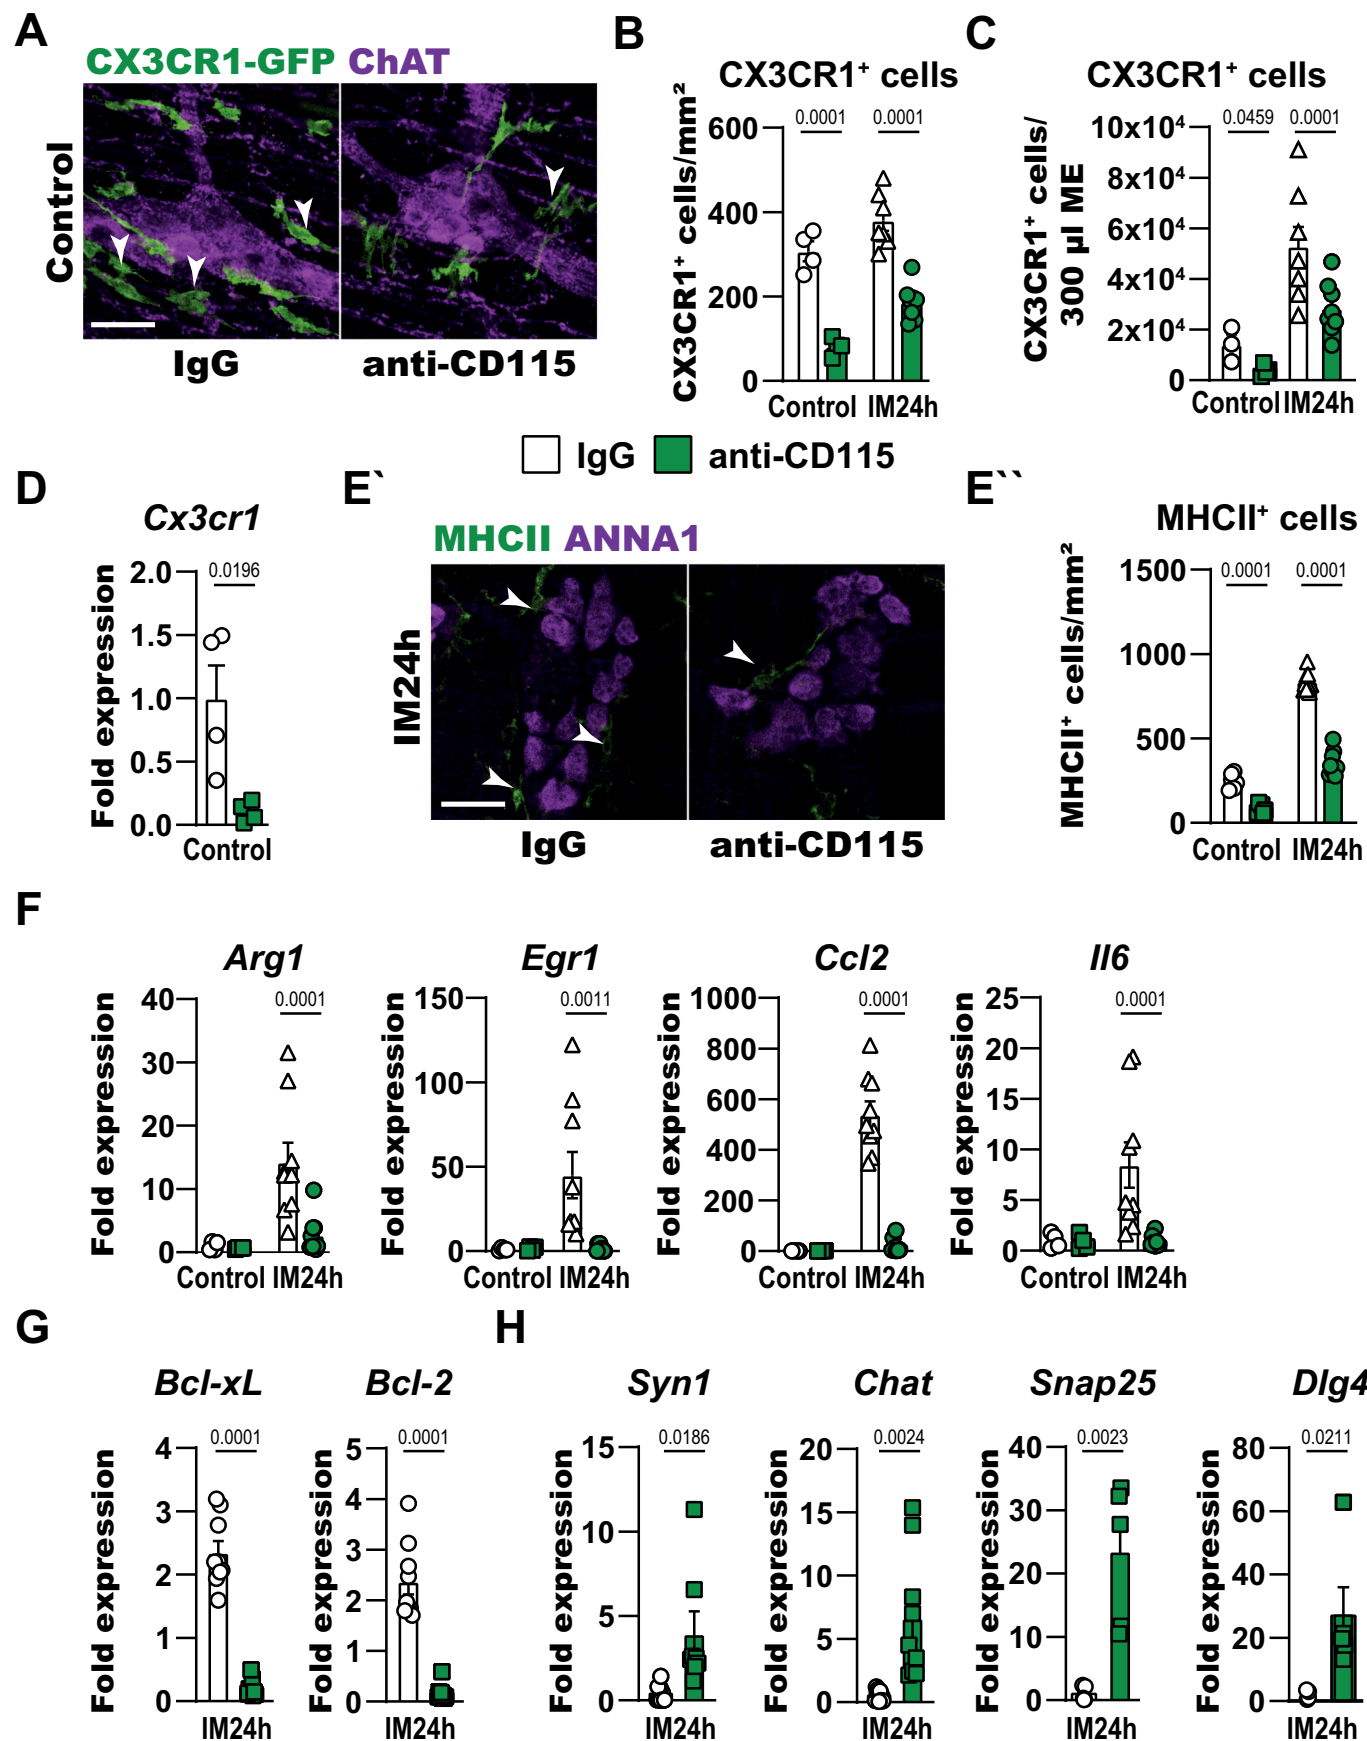 A
CX3CR1-GFP ChAT
Control
IgG
anti-CD115
B
CX3CR1⁺ cells
CX3CR1⁺ cells/mm²
600
400
200
0
0.0001
0.0001
Control IM24h
C
CX3CR1⁺ cells
CX3CR1⁺ cells/
300 µl ME
10x10⁴
8x10⁴
6x10⁴
4x10⁴
2x10⁴
0
0.0459
0.0001
Control IM24h
IgG
anti-CD115
D
Cx3cr1
Fold expression
2.0
1.5
1.0
0.5
0.0
0.0196
Control
E`
MHCII ANNA1
IM24h
IgG
anti-CD115
E``
MHCII⁺ cells
MHCII⁺ cells/mm²
1500
1000
500
0
0.0001
0.0001
Control IM24h
F
Arg1
Fold expression
40
30
20
10
0
0.0001
Control IM24h
Egr1
Fold expression
150
100
50
0
0.0011
Control IM24h
Ccl2
Fold expression
1000
800
600
400
200
0
0.0001
Control IM24h
Il6
Fold expression
25
20
15
10
5
0
0.0001
Control IM24h
G
Bcl-xL
Fold expression
4
3
2
1
0
0.0001
IM24h
Bcl-2
Fold expression
5
4
3
2
1
0
0.0001
IM24h
H
Syn1
Fold expression
15
10
5
0
0.0186
IM24h
Chat
Fold expression
20
15
10
5
0
0.0024
IM24h
Snap25
Fold expression
40
30
20
10
0
0.0023
IM24h
Dlg4
Fold expression
80
60
40
20
0
0.0211
IM24h